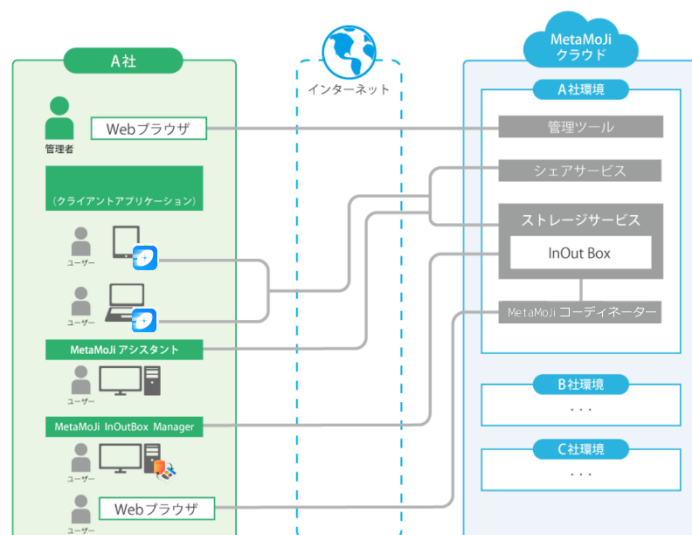 A社
インターネット
MetaMoJi
クラウド
A社環境
管理者
Webブラウザ
管理ツール
(クライアントアプリケーション)
シェアサービス
ストレージサービス
InOut Box
ユーザー
ユーザー
MetaMoJi コーディネーター
MetaMoJi アシスタント
ユーザー
B社環境
...
MetaMoJi InOutBox Manager
ユーザー
C社環境
...
Webブラウザ
ユーザー